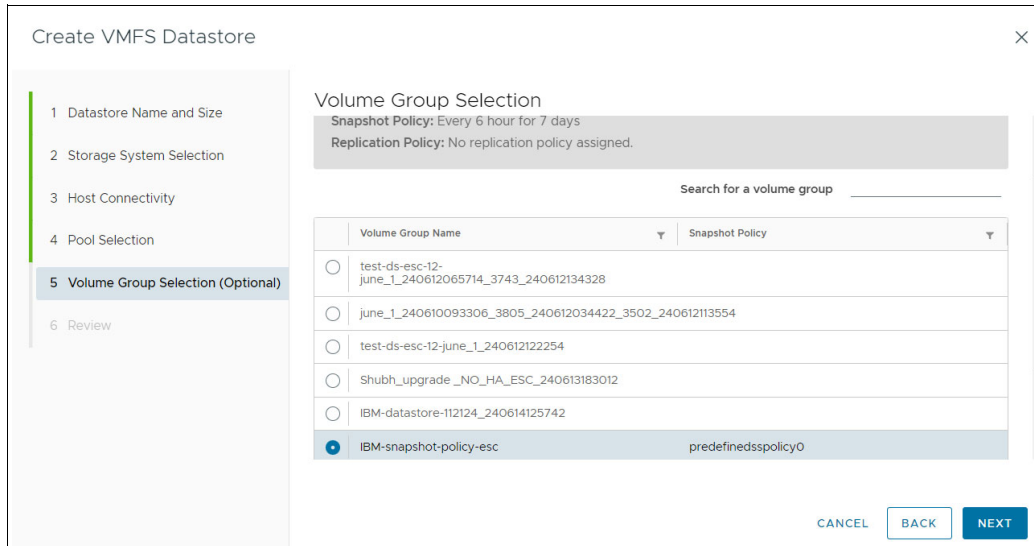 Create VMFS Datastore
1 Datastore Name and Size
2 Storage System Selection
3 Host Connectivity
4 Pool Selection
5 Volume Group Selection (Optional)
6 Review
Volume Group Selection
Snapshot Policy: Every 6 hour for 7 days
Replication Policy: No replication policy assigned.
Search for a volume group
Volume Group Name Snapshot Policy
test-ds-esc-12-
june_1_240612065714_3743_240612134328
june_1_240610093306_3805_240612034422_3502_240612113554
test-ds-esc-12-june_1_240612122254
Shubh_upgrade _NO_HA_ESC_240613183012
IBM-datastore-112124_240614125742
IBM-snapshot-policy-esc predefinedsspolicy0
CANCEL BACK NEXT